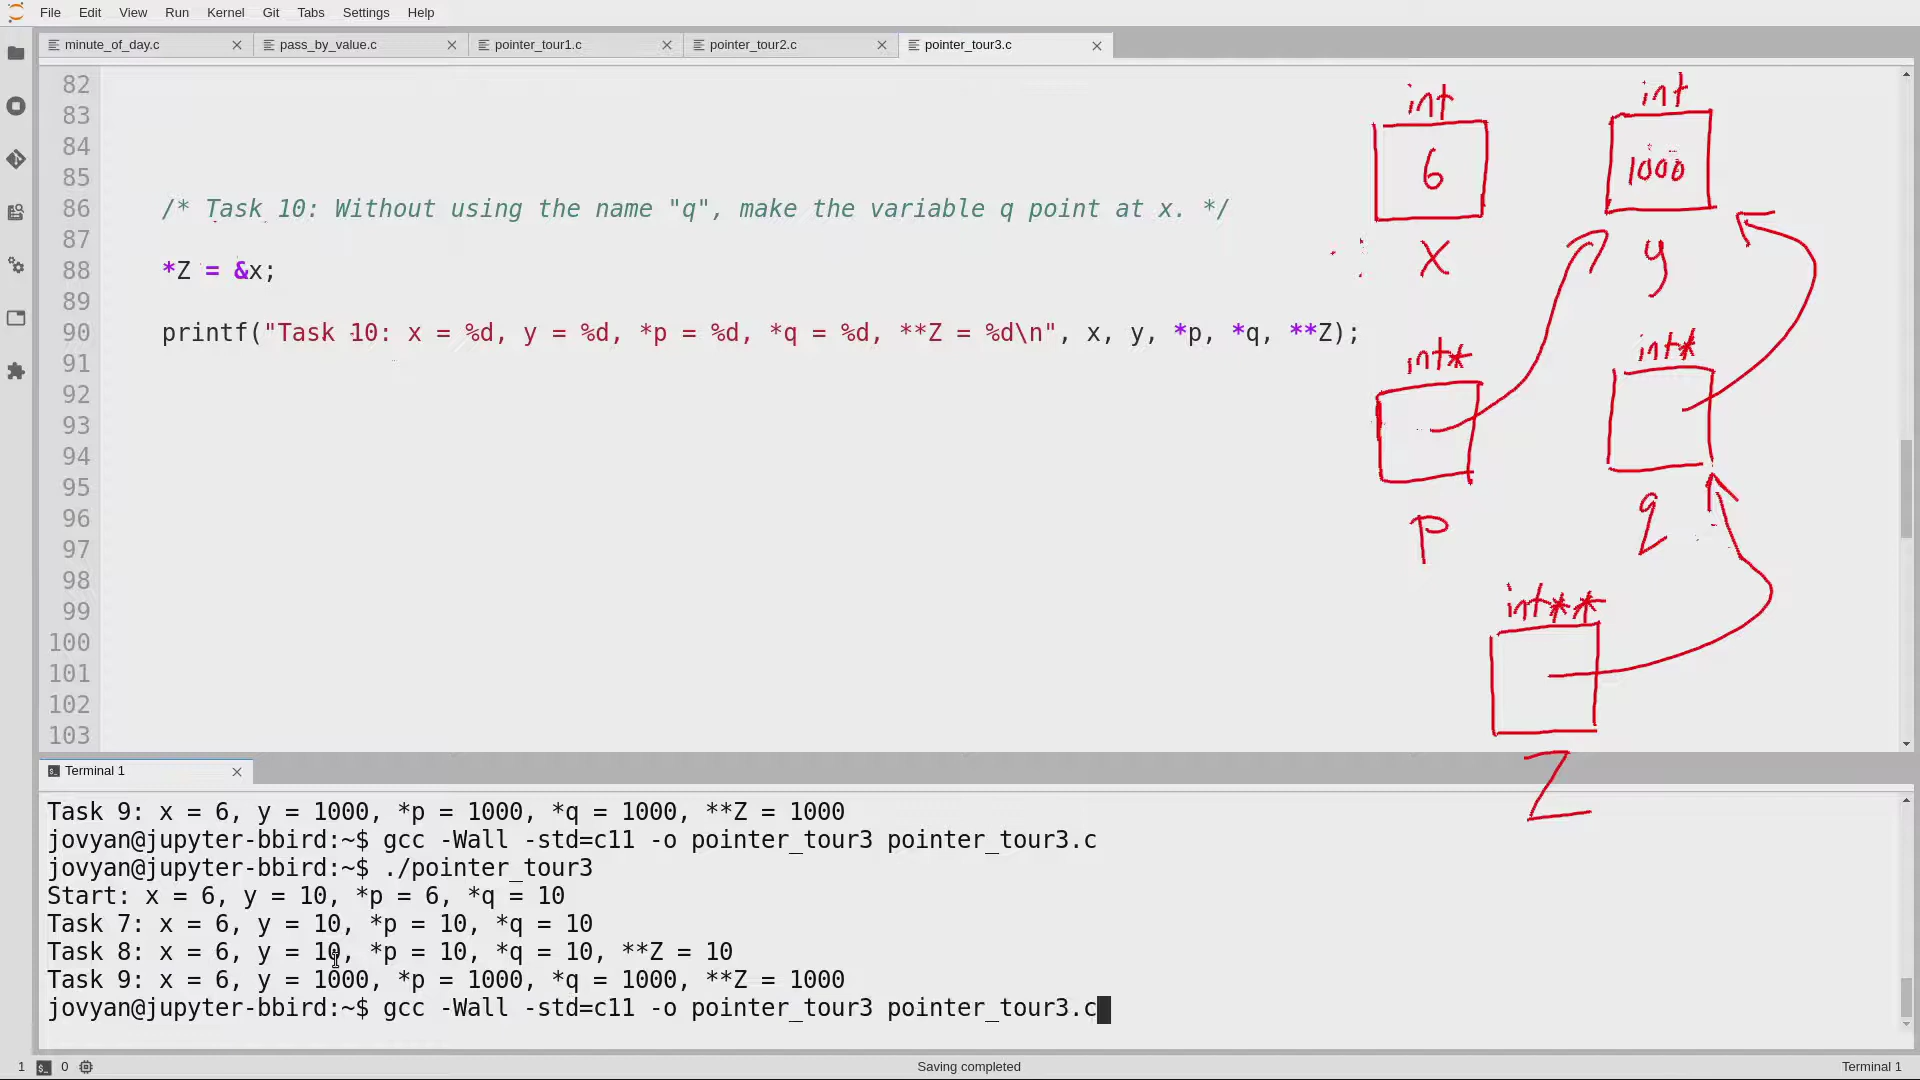 File Edit View Run Kernel Git Tabs Settings Help
minute_of_day.c pass_by_value.c pointer_tour1.c pointer_tour2.c pointer_tour3.c
82
83
84
85
86 /* Task 10: Without using the name "q", make the variable q point at x. */
87
88 *Z = &x;
89
90 printf("Task 10: x = %d, y = %d, *p = %d, *q = %d, **Z = %d\n", x, y, *p, *q, **Z);
91
92
93
94
95
96
97
98
99
100
101
102
103
int int
6 1000
x y
int* int*
p q
int**
Z
Terminal 1
Task 9: x = 6, y = 1000, *p = 1000, *q = 1000, **Z = 1000
jovyan@jupyter-bbird:~$ gcc -Wall -std=c11 -o pointer_tour3 pointer_tour3.c
jovyan@jupyter-bbird:~$ ./pointer_tour3
Start: x = 6, y = 10, *p = 6, *q = 10
Task 7: x = 6, y = 10, *p = 10, *q = 10
Task 8: x = 6, y = 10, *p = 10, *q = 10, **Z = 10
Task 9: x = 6, y = 1000, *p = 1000, *q = 1000, **Z = 1000
jovyan@jupyter-bbird:~$ gcc -Wall -std=c11 -o pointer_tour3 pointer_tour3.c
1 $_ 0 Saving completed Terminal 1